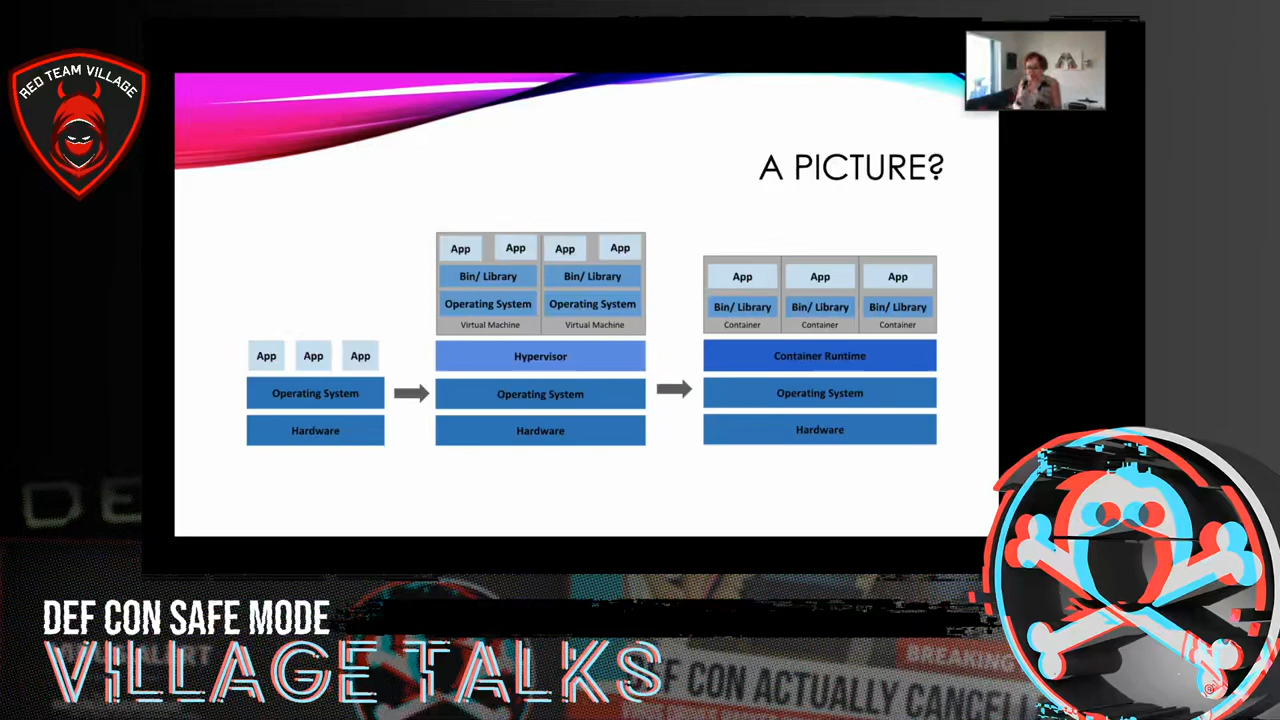 RED TEAM VILLAGE
A PICTURE?
App App App
Operating System
Hardware
App App App App
Bin/ Library Bin/ Library
Operating System Operating System
Virtual Machine Virtual Machine
Hypervisor
Operating System
Hardware
App App App
Bin/ Library Bin/ Library Bin/ Library
Container Container Container
Container Runtime
Operating System
Hardware
DE
DEF CON SAFE MODE
VILLAGE TALKS
BREAKING
DEF CON ACTUALLY CANCEL